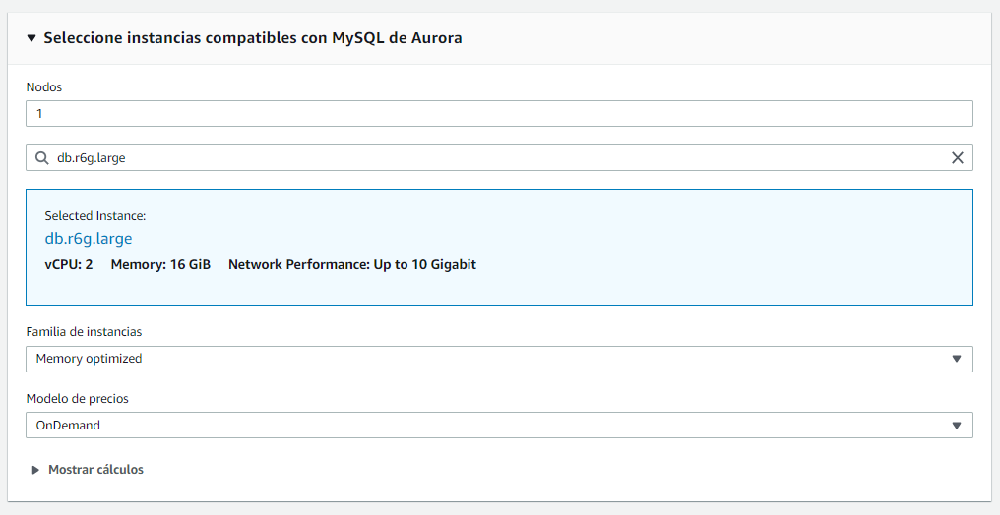 Seleccione instancias compatibles con MySQL de Aurora
Nodos
1
db.r6g.large
Selected Instance:
db.r6g.large
vCPU: 2 Memory: 16 GiB Network Performance: Up to 10 Gigabit
Familia de instancias
Memory optimized
Modelo de precios
OnDemand
Mostrar cálculos